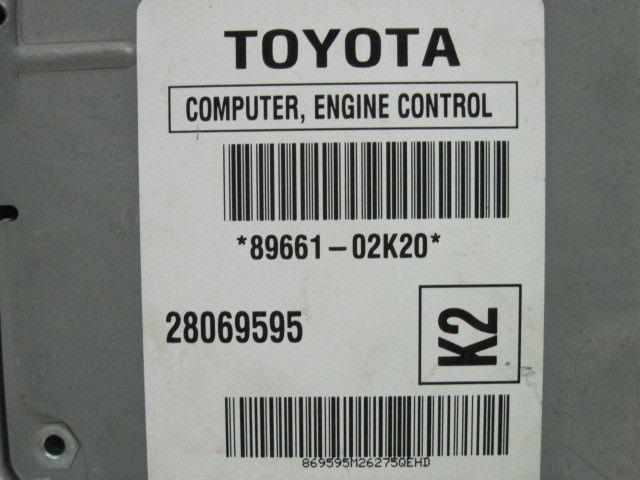 TOYOTA
COMPUTER, ENGINE CONTROL
*89661-02K20*
28069595
K2
869595M26275QEHD